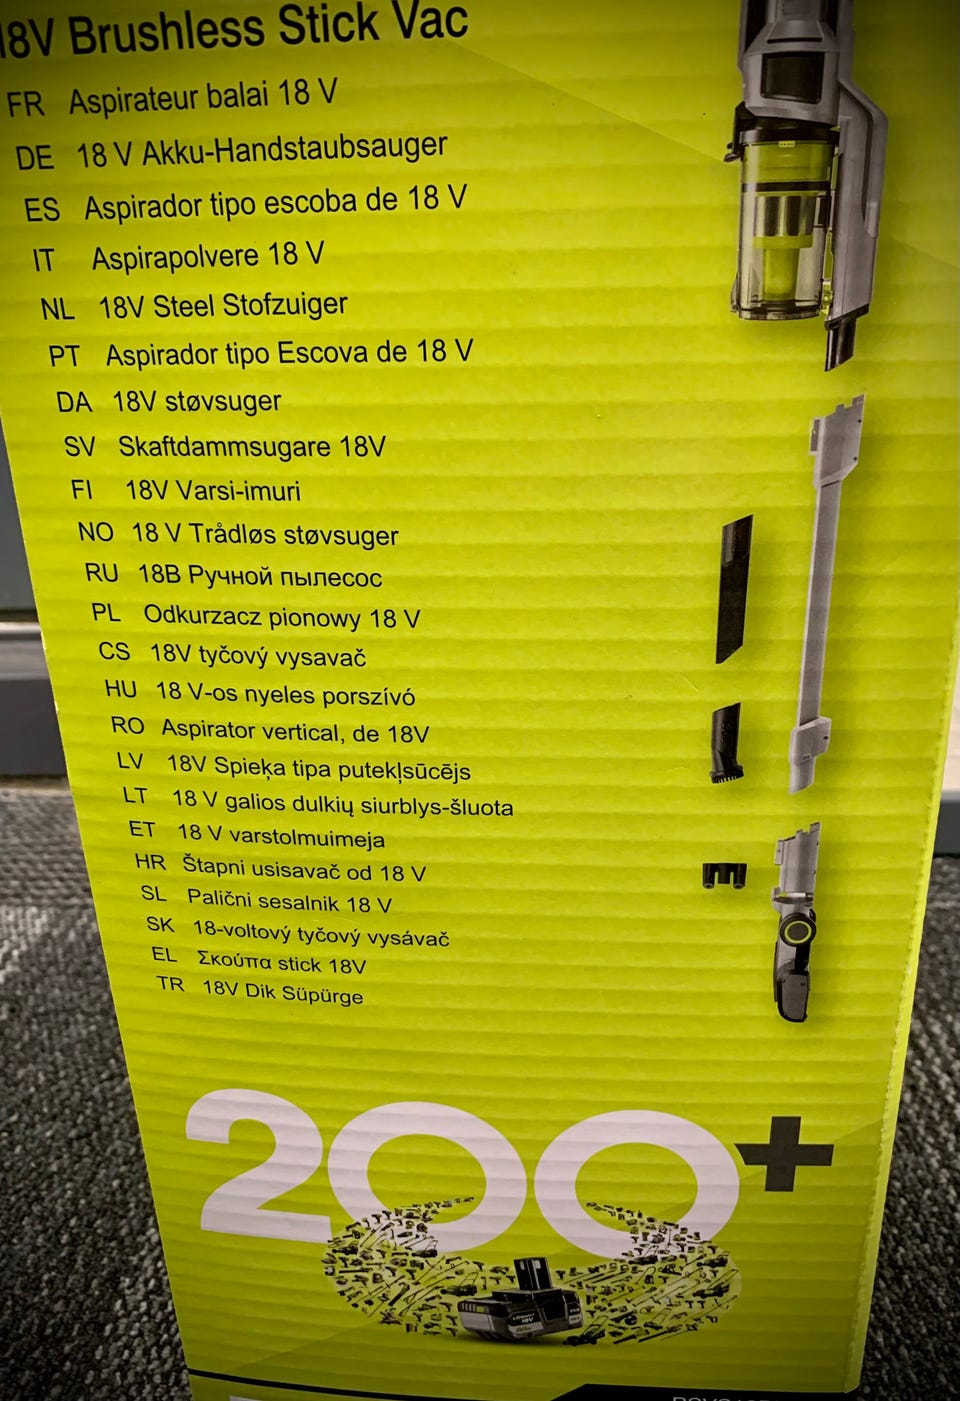 18V Brushless Stick Vac
FR Aspirateur balai 18 V
DE 18 V Akku-Handstaubsauger
ES Aspirador tipo escoba de 18 V
IT Aspirapolvere 18 V
NL 18V Steel Stofzuiger
PT Aspirador tipo Escova de 18 V
DA 18V støvsuger
SV Skaftdammsugare 18V
FI 18V Varsi-imuri
NO 18 V Trådløs støvsuger
RU 18В Ручной пылесос
PL Odkurzacz pionowy 18 V
CS 18V tyčový vysavač
HU 18 V-os nyeles porszívó
RO Aspirator vertical, de 18V
LV 18V Spieķa tipa putekļsūcējs
LT 18 V galios dulkių siurblys-šluota
ET 18 V varstolmuimeja
HR Štapni usisavač od 18 V
SL Palični sesalnik 18 V
SK 18-voltový tyčový vysávač
EL Σκούπα stick 18V
TR 18V Dik Süpürge
200+
18V